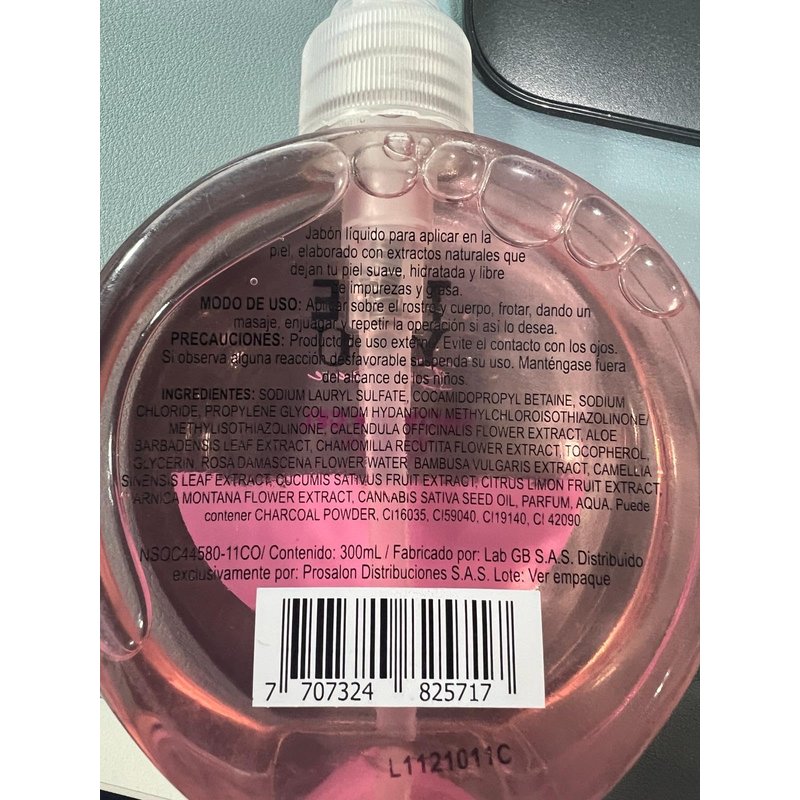 Jabón líquido para aplicar en la
piel, elaborado con extractos naturales que
dejan tu piel suave, hidratada y libre
de impurezas y grasa.
MODO DE USO: Aplicar sobre el rostro y cuerpo, frotar, dando un
masaje, enjuagar y repetir la operación si así lo desea.
PRECAUCIONES: Producto de uso externo. Evite el contacto con los ojos.
Si observa alguna reacción desfavorable suspenda su uso. Manténgase fuera
del alcance de los niños.
INGREDIENTES: SODIUM LAURYL SULFATE, COCAMIDOPROPYL BETAINE, SODIUM
CHLORIDE, PROPYLENE GLYCOL, DMDM HYDANTOIN METHYLCHLOROISOTHIAZOLINONE/
METHYLISOTHIAZOLINONE, CALENDULA OFFICINALIS FLOWER EXTRACT, ALOE
BARBADENSIS LEAF EXTRACT, CHAMOMILLA RECUTITA FLOWER EXTRACT, TOCOPHEROL,
GLYCERIN, ROSA DAMASCENA FLOWER WATER, BAMBUSA VULGARIS EXTRACT, CAMELLIA
SINENSIS LEAF EXTRACT, CUCUMIS SATIVUS FRUIT EXTRACT, CITRUS LIMON FRUIT EXTRACT,
ARNICA MONTANA FLOWER EXTRACT, CANNABIS SATIVA SEED OIL, PARFUM, AQUA. Puede
contener CHARCOAL POWDER, CI16035, CI59040, CI19140, CI 42090
NSOC44580-11CO/ Contenido: 300mL / Fabricado por: Lab GB S.A.S. Distribuido
exclusivamente por: Prosalon Distribuciones S.A.S. Lote: Ver empaque
7 707324 825717
L1121011C